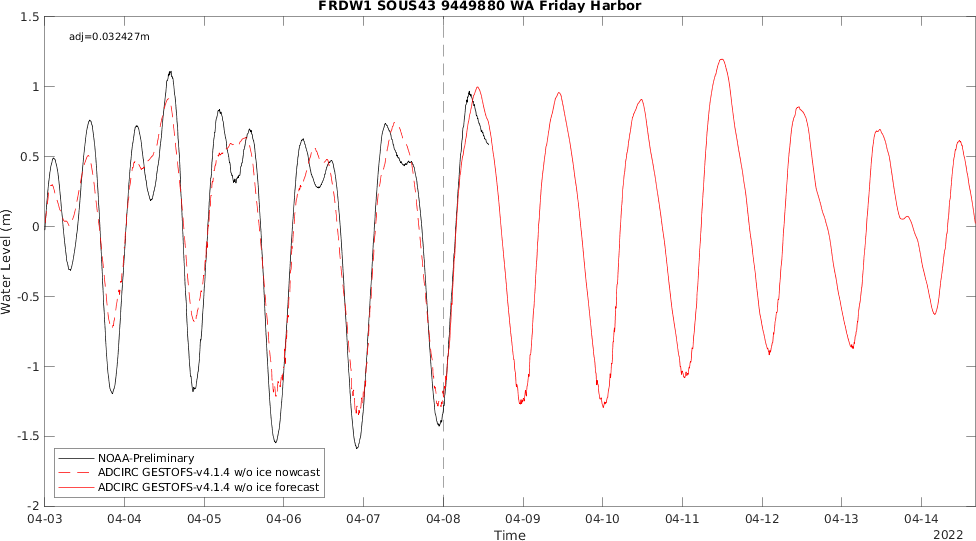 FRDW1 SOUS43 9449880 WA Friday Harbor
adj=0.032427m
1.5
1
0.5
0
-0.5
-1
-1.5
-2
Water Level (m)
NOAA-Preliminary
ADCIRC GESTOFS-v4.1.4 w/o ice nowcast
ADCIRC GESTOFS-v4.1.4 w/o ice forecast
04-03 04-04 04-05 04-06 04-07 04-08 04-09 04-10 04-11 04-12 04-13 04-14
Time
2022